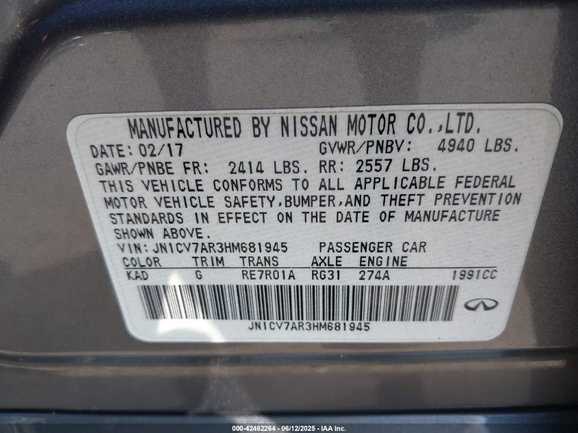 MANUFACTURED BY NISSAN MOTOR CO.,LTD.
DATE: 02/17 GVWR/PNBV: 4940 LBS.
GAWR/PNBE FR: 2414 LBS. RR: 2557 LBS.
THIS VEHICLE CONFORMS TO ALL APPLICABLE FEDERAL
MOTOR VEHICLE SAFETY,BUMPER,AND THEFT PREVENTION
STANDARDS IN EFFECT ON THE DATE OF MANUFACTURE
SHOWN ABOVE.
VIN: JN1CV7AR3HM681945 PASSENGER CAR
COLOR TRIM TRANS AXLE ENGINE
KAD G RE7R01A RG31 274A 1991CC
JN1CV7AR3HM681945
000-42462264 - 06/12/2025 - IAA Inc.